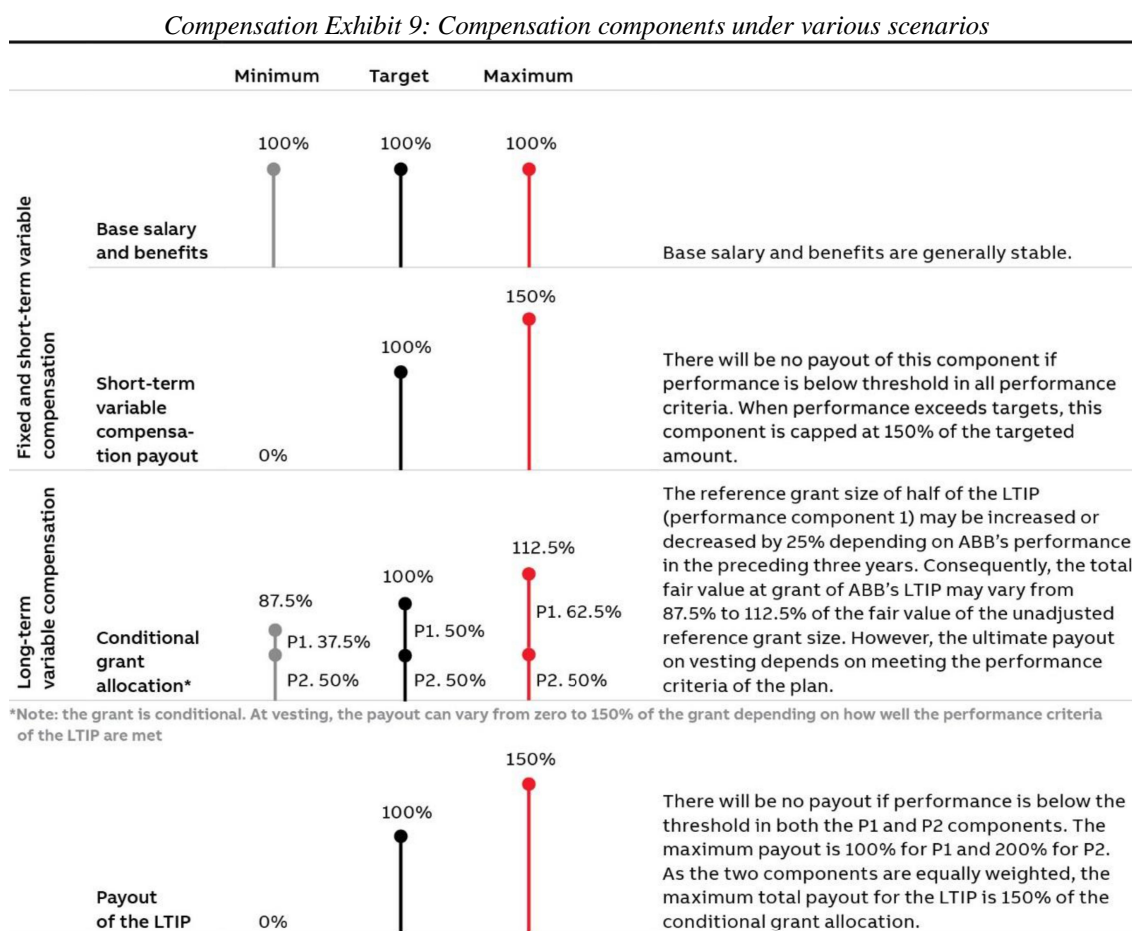 Compensation Exhibit 9: Compensation components under various scenarios
Minimum Target Maximum
Fixed and short-term variable
compensation
100% 100% 100%
Base salary
and benefits
Base salary and benefits are generally stable.
150%
100%
0%
Short-term
variable
compensa-
tion payout
There will be no payout of this component if
performance is below threshold in all performance
criteria. When performance exceeds targets, this
component is capped at 150% of the targeted
amount.
Long-term
variable compensation
Conditional
grant
allocation*
87.5%
P1. 37.5%
P2. 50%
100%
P1. 50%
P2. 50%
112.5%
P1. 62.5%
P2. 50%
The reference grant size of half of the LTIP
(performance component 1) may be increased or
decreased by 25% depending on ABB's performance
in the preceding three years. Consequently, the total
fair value at grant of ABB's LTIP may vary from
87.5% to 112.5% of the fair value of the unadjusted
reference grant size. However, the ultimate payout
on vesting depends on meeting the performance
criteria of the plan.
*Note: the grant is conditional. At vesting, the payout can vary from zero to 150% of the grant depending on how well the performance criteria
of the LTIP are met
150%
100%
0%
Payout
of the LTIP
There will be no payout if performance is below the
threshold in both the P1 and P2 components. The
maximum payout is 100% for P1 and 200% for P2.
As the two components are equally weighted, the
maximum total payout for the LTIP is 150% of the
conditional grant allocation.